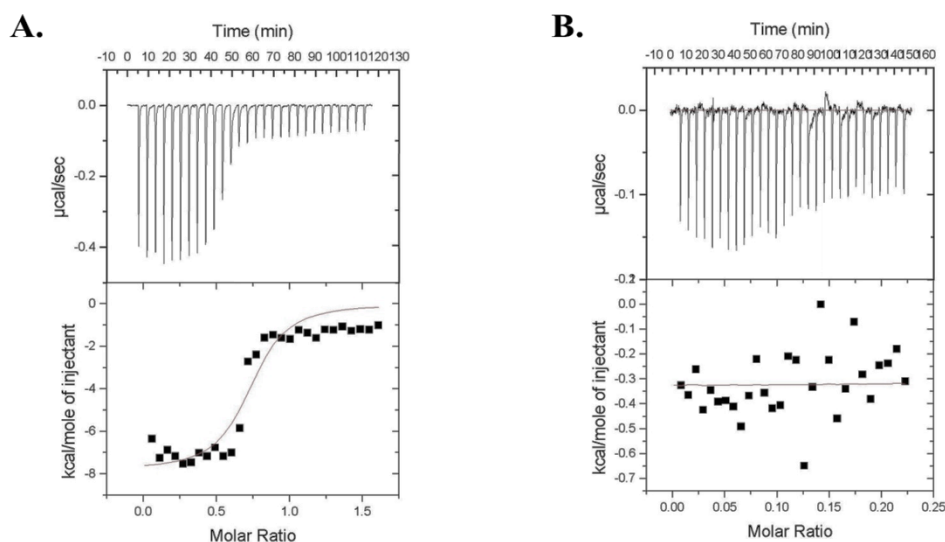 A.
Time (min)
-10 0 10 20 30 40 50 60 70 80 90 100 110 120 130
0.0
-0.2
-0.4
µcal/sec
0
-2
-4
-6
-8
kcal/mole of injectant
0.0 0.5 1.0 1.5
Molar Ratio
B.
Time (min)
-10 0 10 20 30 40 50 60 70 80 90 100 110 120 130 140 150 160
0.0
-0.1
µcal/sec
0.0
-0.1
-0.2
-0.3
-0.4
-0.5
-0.6
-0.7
kcal/mole of injectant
0.00 0.05 0.10 0.15 0.20 0.25
Molar Ratio